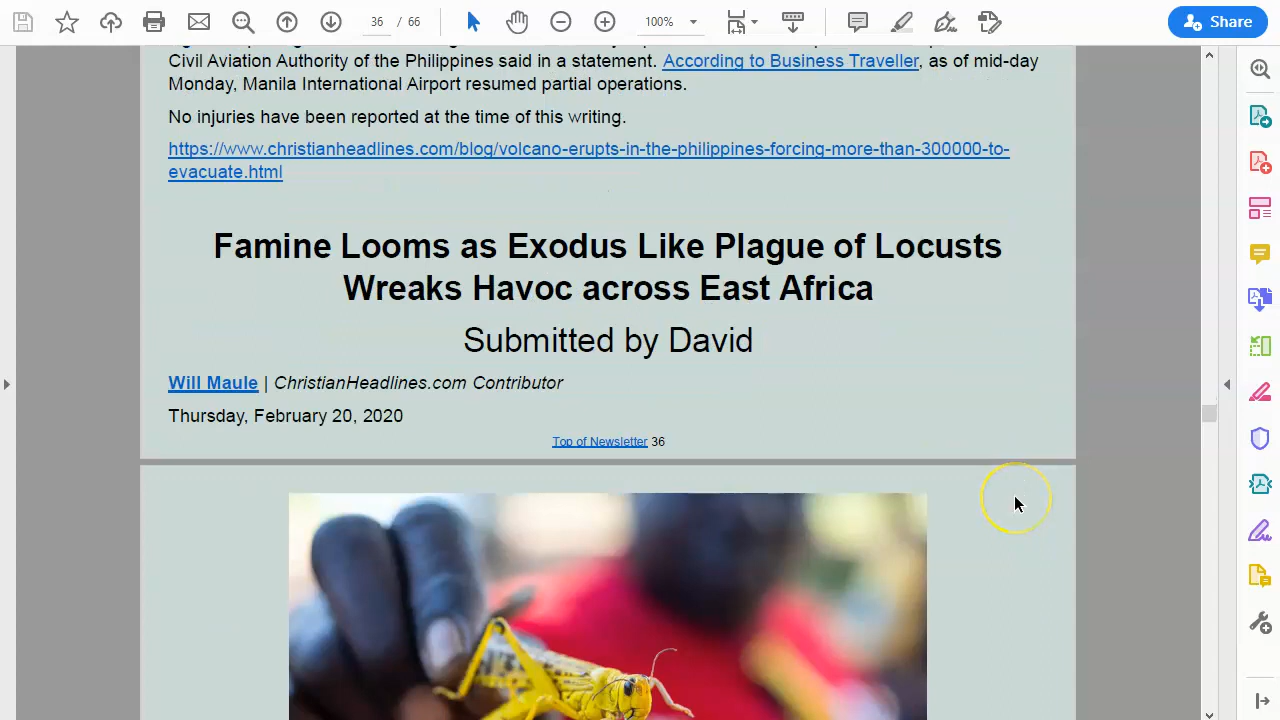 36 / 66
100%
Share
Civil Aviation Authority of the Philippines said in a statement. According to Business Traveller, as of mid-day
Monday, Manila International Airport resumed partial operations.
No injuries have been reported at the time of this writing.
https://www.christianheadlines.com/blog/volcano-erupts-in-the-philippines-forcing-more-than-300000-to-
evacuate.html
Famine Looms as Exodus Like Plague of Locusts
Wreaks Havoc across East Africa
Submitted by David
Will Maule | ChristianHeadlines.com Contributor
Thursday, February 20, 2020
Top of Newsletter 36